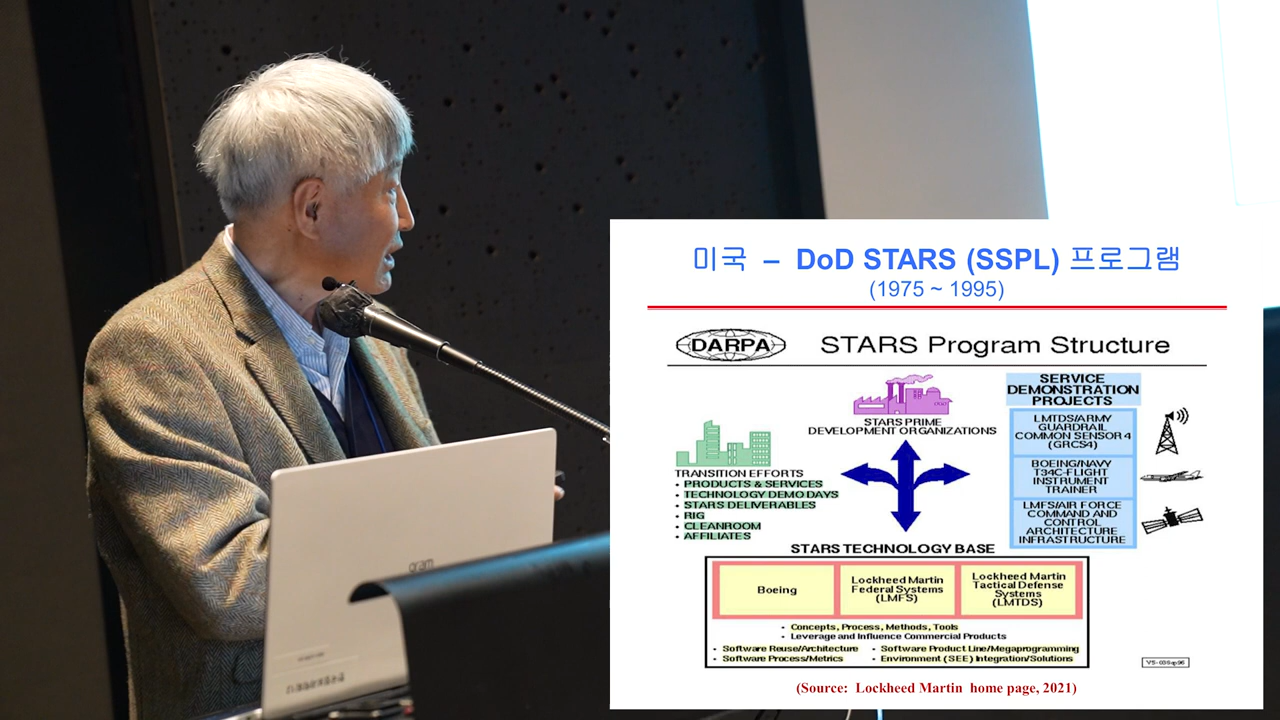 미국 – DoD STARS (SSPL) 프로그램
(1975 ~ 1995)
DARPA
STARS Program Structure
STARS PRIME
DEVELOPMENT ORGANIZATIONS
SERVICE
DEMONSTRATION
PROJECTS
LMTDS/ARMY
GUARDRAIL
COMMON SENSOR 4
(GRCS4)
BOEING/NAVY
T34C-FLIGHT
INSTRUMENT
TRAINER
LMFS/AIR FORCE
COMMAND AND
CONTROL
ARCHITECTURE
INFRASTRUCTURE
TRANSITION EFFORTS
• PRODUCTS & SERVICES
• TECHNOLOGY DEMO DAYS
• STARS DELIVERABLES
• RIG
• CLEANROOM
• AFFILIATES
STARS TECHNOLOGY BASE
Boeing
Lockheed Martin
Federal Systems
(LMFS)
Lockheed Martin
Tactical Defense
Systems
(LMTDS)
• Concepts, Process, Methods, Tools
• Leverage and Influence Commercial Products
• Software Reuse/Architecture
• Software Process/Metrics
• Software Product Line/Megaprogramming
• Environment (SEE) Integration/Solutions
(Source: Lockheed Martin home page, 2021)
gram